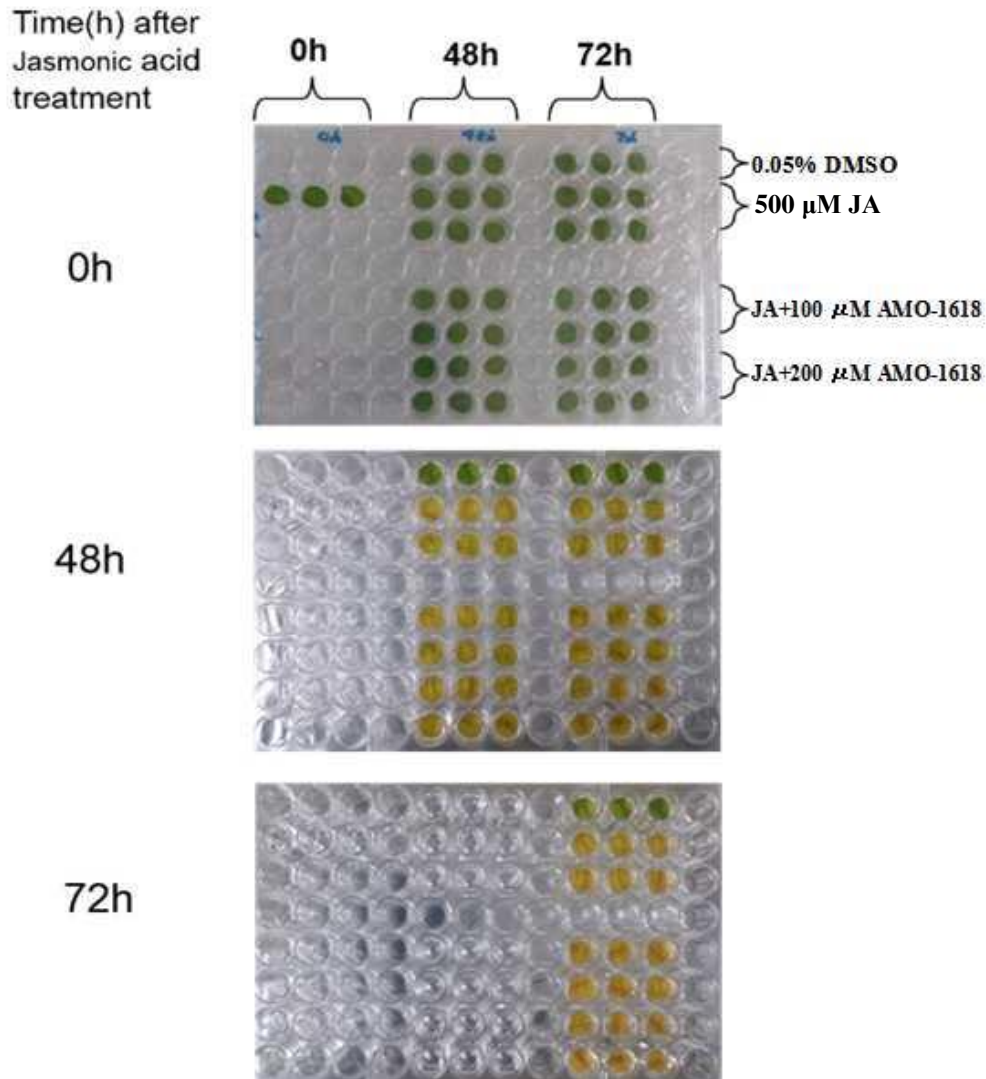 Time(h) after
Jasmonic acid
treatment
0h
48h
72h
0h
0.05% DMSO
500 μM JA
JA+100 μM AMO-1618
JA+200 μM AMO-1618
48h
72h